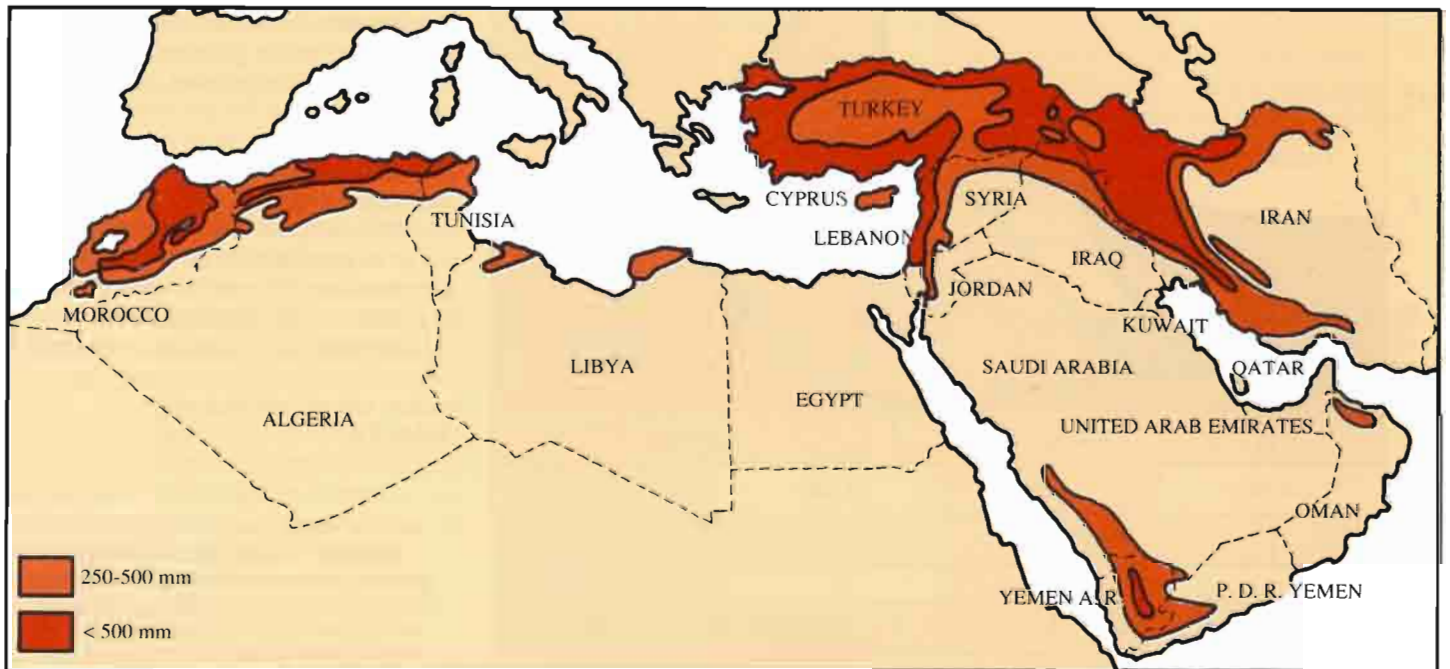 TURKEY
CYPRUS
SYRIA
TUNISIA
LEBANON
IRAN
IRAQ
JORDAN
MOROCCO
KUWAIT
LIBYA
SAUDI ARABIA
QATAR
EGYPT
ALGERIA
UNITED ARAB EMIRATES
OMAN
250-500 mm
YEMEN A.R
P. D. R. YEMEN
< 500 mm